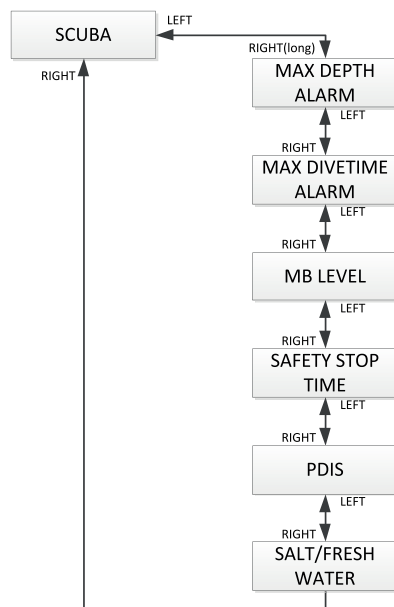 SCUBA
LEFT
RIGHT(long)
RIGHT
MAX DEPTH
ALARM
LEFT
RIGHT
MAX DIVETIME
ALARM
LEFT
RIGHT
MB LEVEL
LEFT
RIGHT
SAFETY STOP
TIME
LEFT
RIGHT
PDIS
LEFT
RIGHT
SALT/FRESH
WATER